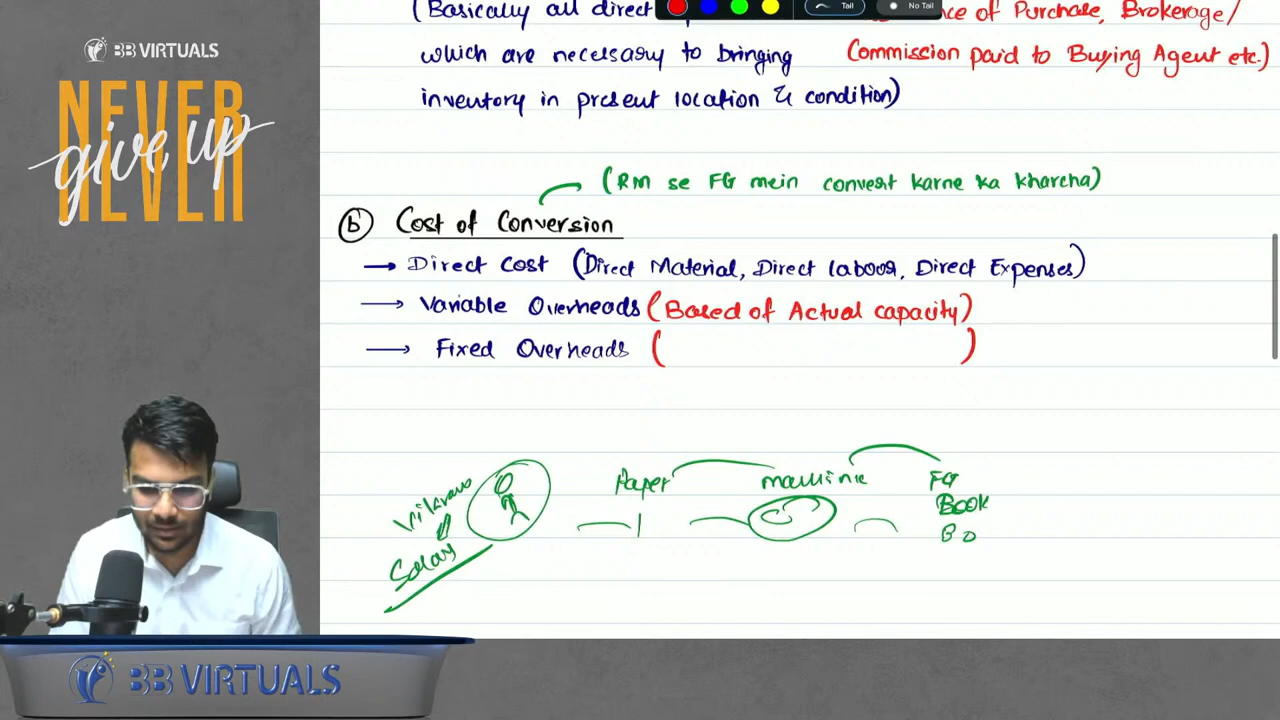 Tail
No Tail
BB VIRTUALS
NEVER
give up
NEVER
(Basically all direct
which are necessary to bringing
inventory in present location & condition)
of Purchase, Brokerage/
Commission paid to Buying Agent etc.)
(RM se FG mein convert karne ka kharcha)
(b) Cost of Conversion
→ Direct Cost (Direct Material, Direct labour, Direct Expenses)
→ Variable Overheads (Based of Actual capacity)
→ Fixed Overheads ( )
Paper
machine
FG
Book
Salary
BB VIRTUALS